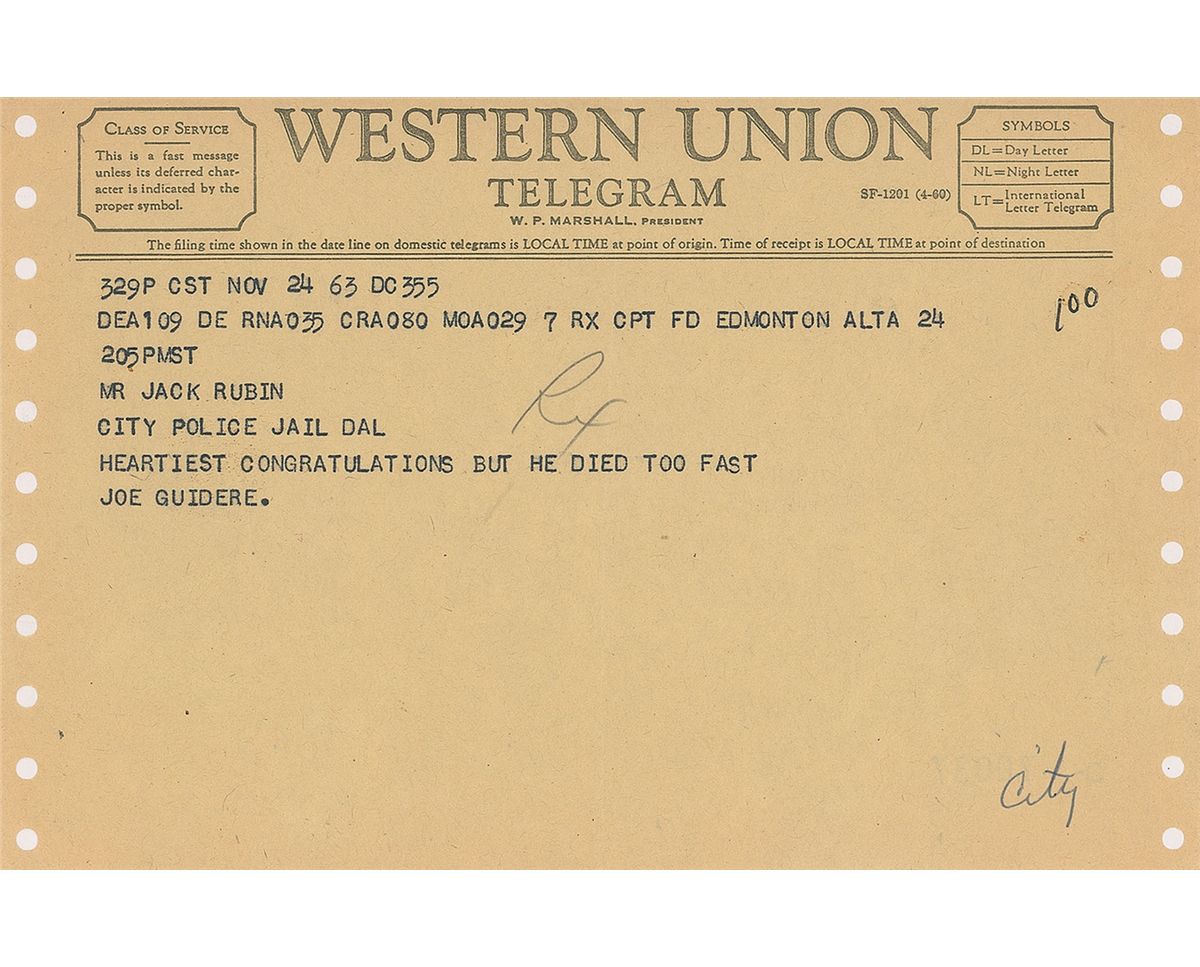 CLASS OF SERVICE
This is a fast message
unless its deferred char-
acter is indicated by the
proper symbol.
WESTERN UNION
TELEGRAM
W. P. MARSHALL, PRESIDENT
SF-1201 (4-60)
SYMBOLS
DL=Day Letter
NL=Night Letter
LT=International Letter Telegram
The filing time shown in the date line on domestic telegrams is LOCAL TIME at point of origin. Time of receipt is LOCAL TIME at point of destination
329P CST NOV 24 63 DC355
DEA109 DE RNA035 CRA080 MOA029 7 RX CPT FD EDMONTON ALTA 24
100
205PMST
MR JACK RUBIN
CITY POLICE JAIL DAL
HEARTIEST CONGRATULATIONS BUT HE DIED TOO FAST
JOE GUIDERE.
Rx
City